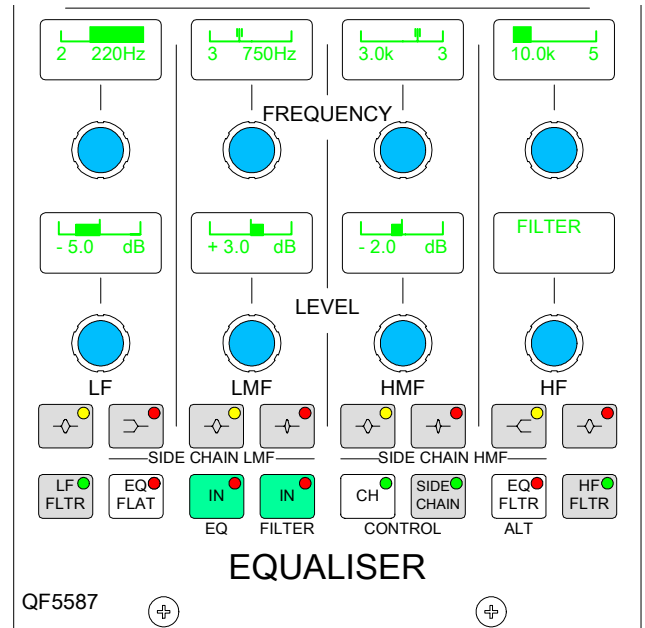 2 220Hz
3 750Hz
3.0k 3
10.0k 5
FREQUENCY
- 5.0 dB
+ 3.0 dB
- 2.0 dB
FILTER
LEVEL
LF LMF HMF HF
SIDE CHAIN LMF
SIDE CHAIN HMF
LF
FLTR
EQ
FLAT
IN
IN
CH
SIDE
CHAIN
EQ
FLTR
HF
FLTR
EQ FILTER CONTROL ALT
EQUALISER
QF5587